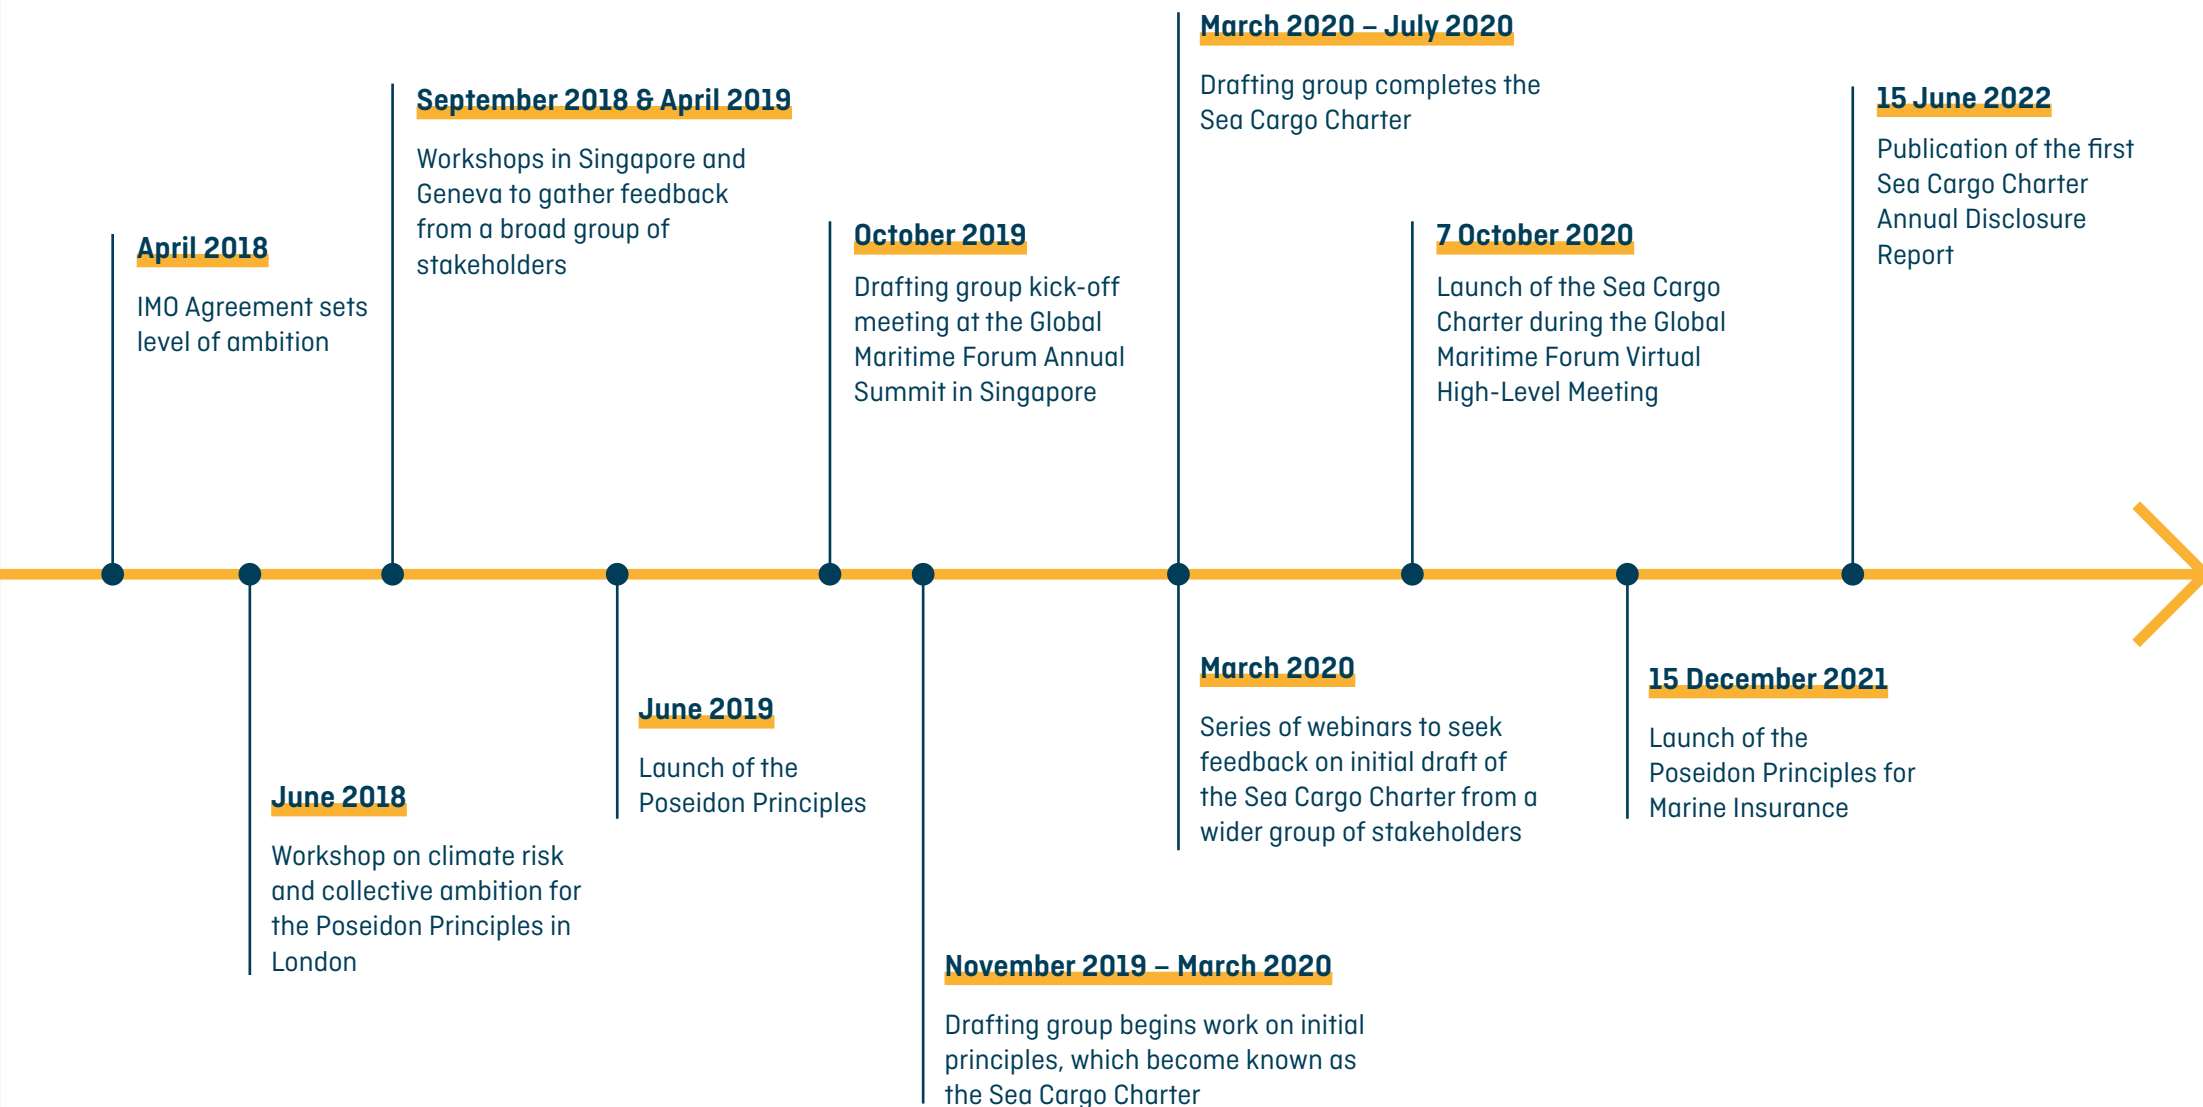 April 2018
IMO Agreement sets
level of ambition
June 2018
Workshop on climate risk
and collective ambition for
the Poseidon Principles in
London
September 2018 & April 2019
Workshops in Singapore and
Geneva to gather feedback
from a broad group of
stakeholders
June 2019
Launch of the
Poseidon Principles
October 2019
Drafting group kick-off
meeting at the Global
Maritime Forum Annual
Summit in Singapore
November 2019 – March 2020
Drafting group begins work on initial
principles, which become known as
the Sea Cargo Charter
March 2020 – July 2020
Drafting group completes the
Sea Cargo Charter
March 2020
Series of webinars to seek
feedback on initial draft of
the Sea Cargo Charter from a
wider group of stakeholders
7 October 2020
Launch of the Sea Cargo
Charter during the Global
Maritime Forum Virtual
High-Level Meeting
15 December 2021
Launch of the
Poseidon Principles for
Marine Insurance
15 June 2022
Publication of the first
Sea Cargo Charter
Annual Disclosure
Report